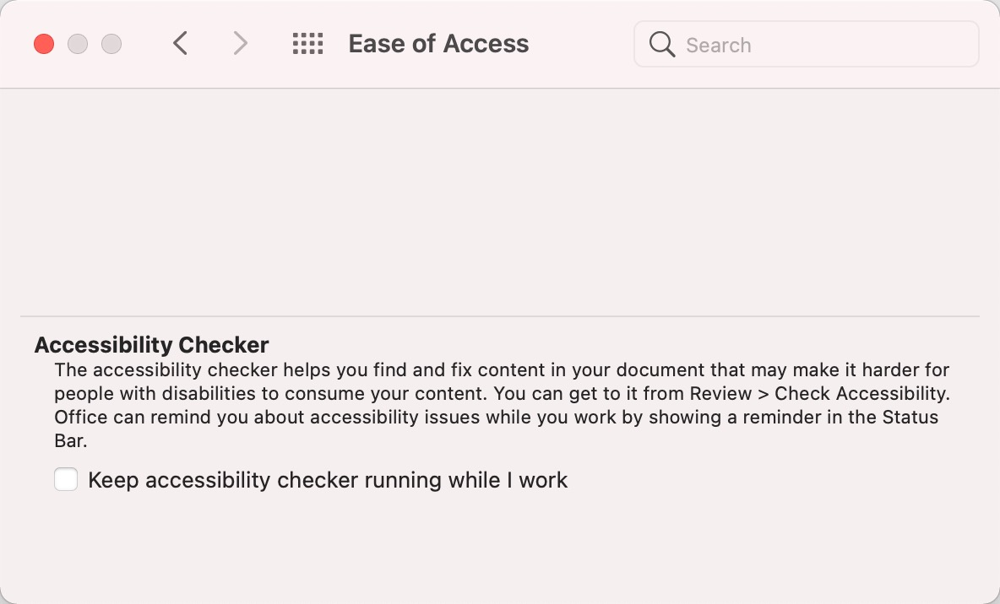 Ease of Access
Search
Accessibility Checker
The accessibility checker helps you find and fix content in your document that may make it harder for
people with disabilities to consume your content. You can get to it from Review > Check Accessibility.
Office can remind you about accessibility issues while you work by showing a reminder in the Status
Bar.
Keep accessibility checker running while I work